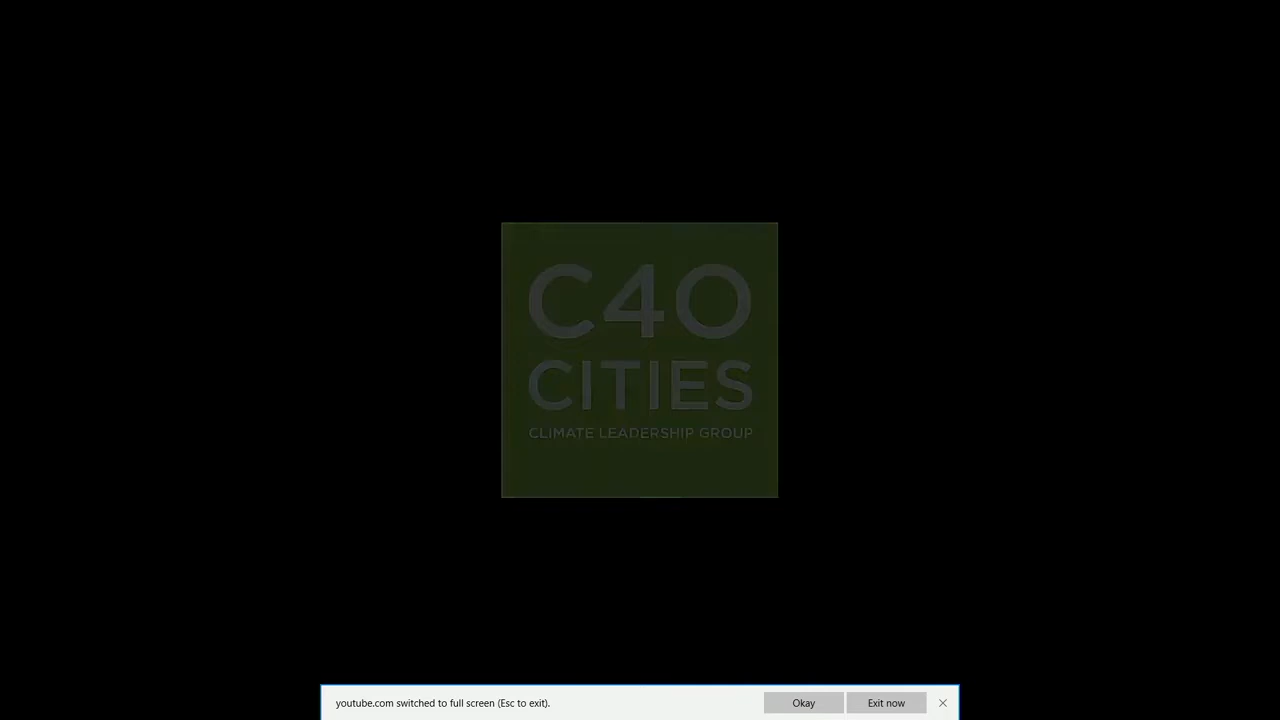 C40
CITIES
CLIMATE LEADERSHIP GROUP
youtube.com switched to full screen (Esc to exit).
Okay
Exit now